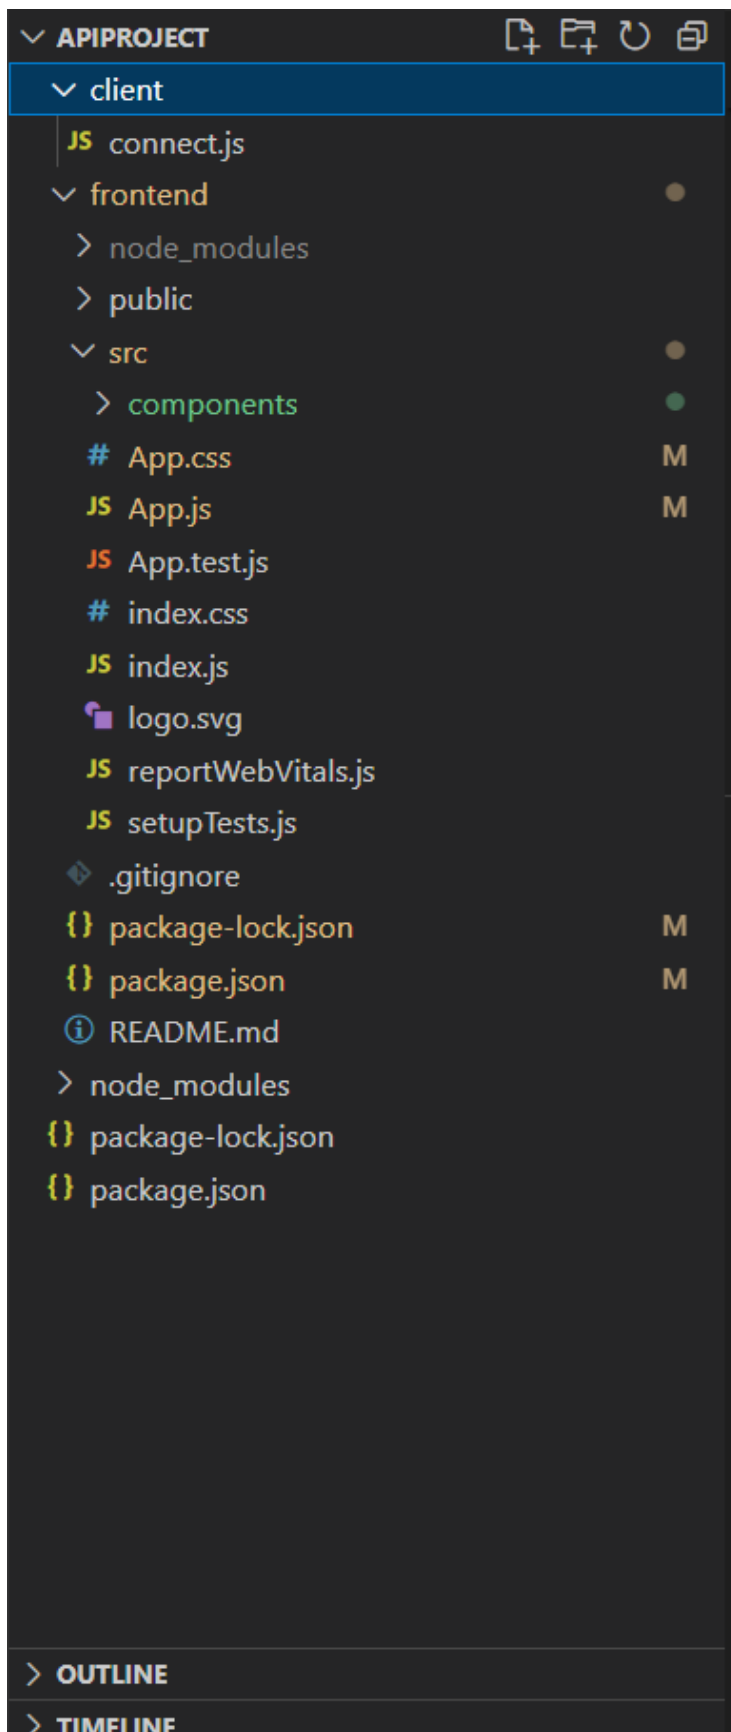 APIPROJECT
client
JS connect.js
frontend
node_modules
public
src
components
# App.css M
JS App.js M
JS App.test.js
# index.css
JS index.js
logo.svg
JS reportWebVitals.js
JS setupTests.js
.gitignore
{} package-lock.json M
{} package.json M
README.md
node_modules
{} package-lock.json
{} package.json
OUTLINE
TIMELINE